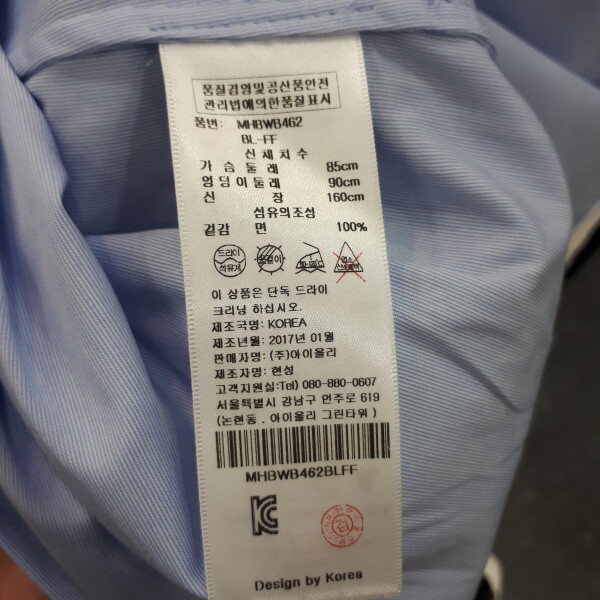 품질경영및공산품안전
관리법에의한품질표시
품번: MHBWB462
BL-FF
신체치수
가슴둘레 85cm
엉덩이둘레 90cm
신장 160cm
섬유의조성
겉감 면 100%
드라이
석유계
이 상품은 단독 드라이
크리닝 하십시오.
제조국명: KOREA
제조년월: 2017년 01월
판매자명: (주)아이올리
제조자명: 현성
고객지원실:Tel) 080-880-0607
서울특별시 강남구 언주로 619
(논현동 . 아이올리 그린타워)
MHBWB462BLFF
Design by Korea